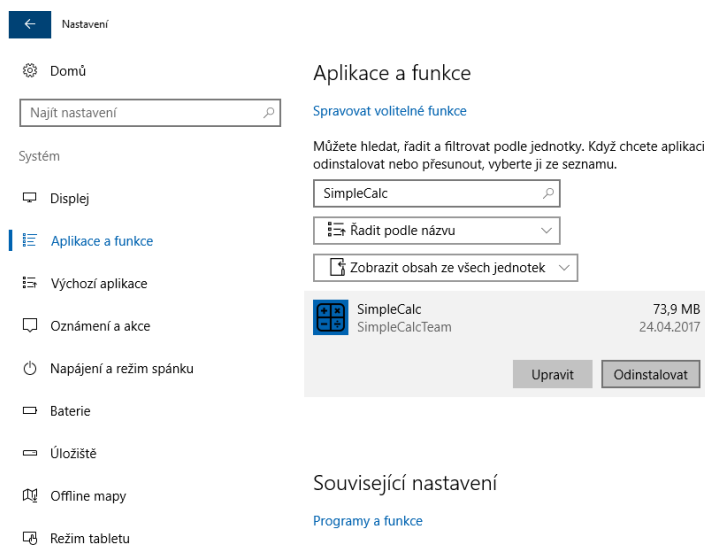 Nastavení
Domů
Najít nastavení
Systém
Displej
Aplikace a funkce
Výchozí aplikace
Oznámení a akce
Napájení a režim spánku
Baterie
Úložiště
Offline mapy
Režim tabletu
Aplikace a funkce
Spravovat volitelné funkce
Můžete hledat, řadit a filtrovat podle jednotky. Když chcete aplikaci
odinstalovat nebo přesunout, vyberte ji ze seznamu.
SimpleCalc
Řadit podle názvu
Zobrazit obsah ze všech jednotek
SimpleCalc 73,9 MB
SimpleCalcTeam 24.04.2017
Upravit Odinstalovat
Související nastavení
Programy a funkce